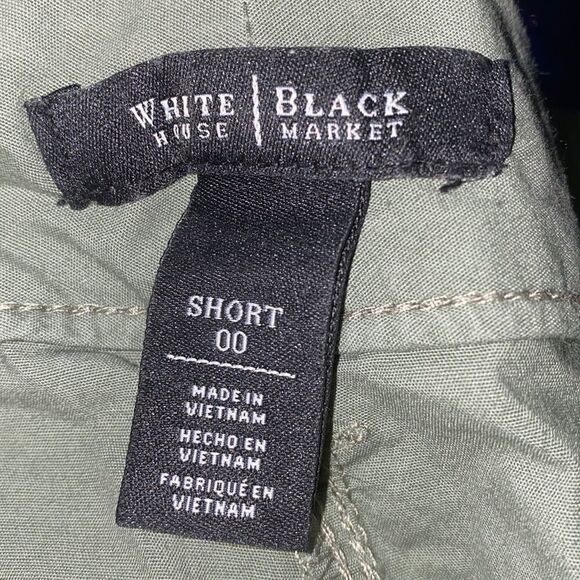 WHITE | BLACK
HOUSE | MARKET
SHORT
00
MADE IN
VIETNAM
HECHO EN
VIETNAM
FABRIQUÉ EN
VIETNAM